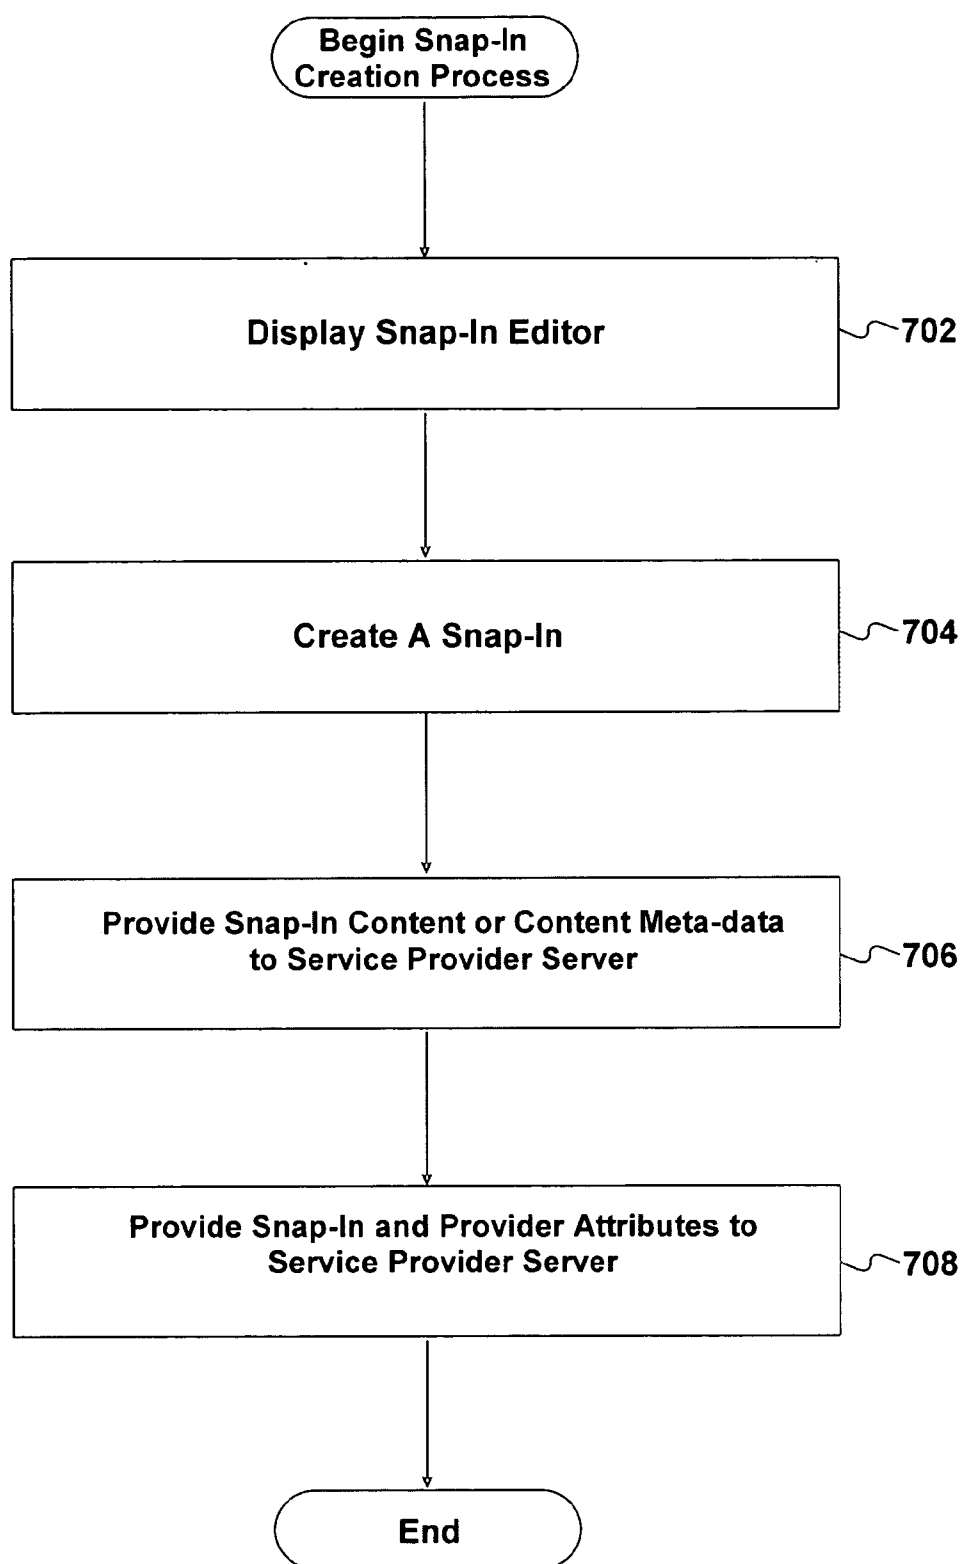 Begin Snap-In
Creation Process
Display Snap-In Editor
702
Create A Snap-In
704
Provide Snap-In Content or Content Meta-data
to Service Provider Server
706
Provide Snap-In and Provider Attributes to
Service Provider Server
708
End